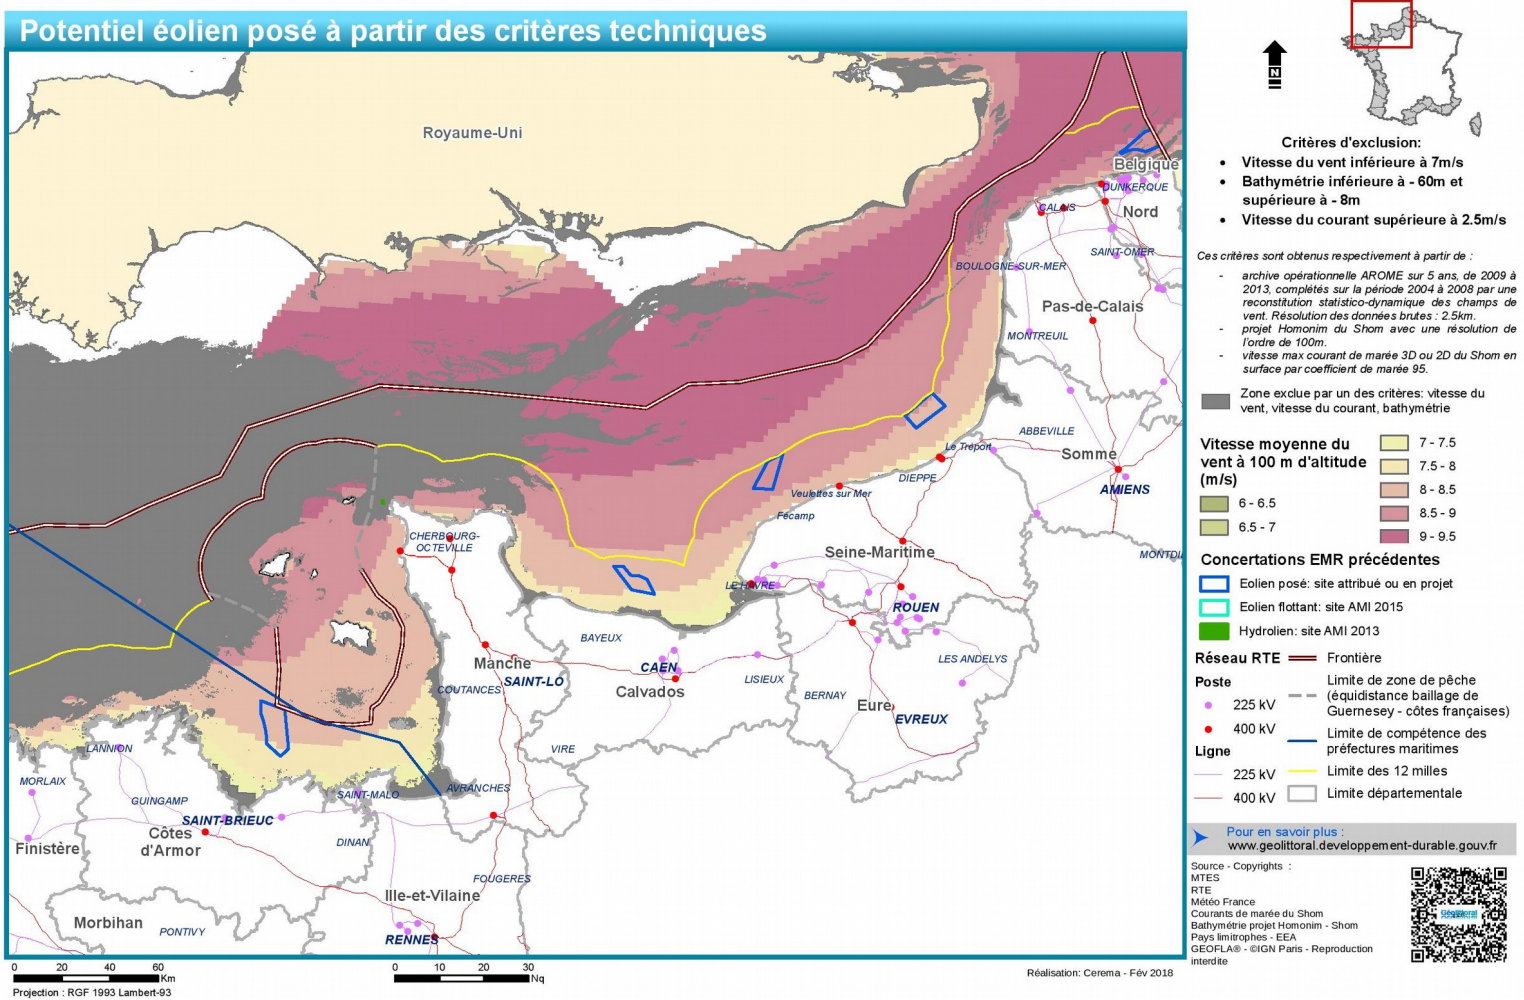 Potentiel éolien posé à partir des critères techniques
Royaume-Uni
Belgique
DUNKERQUE
CALAIS
Nord
SAINT-OMER
BOULOGNE-SUR-MER
Pas-de-Calais
MONTREUIL
ABBEVILLE
Le Tréport
Somme
DIEPPE
AMIENS
Veulettes sur Mer
Fécamp
CHERBOURG-
OCTEVILLE
Seine-Maritime
MONTDI
LE HAVRE
ROUEN
BAYEUX
LES ANDELYS
Manche
CAEN
SAINT-LO
LISIEUX
COUTANCES
Calvados
BERNAY
Eure
EVREUX
VIRE
LANNION
MORLAIX
AVRANCHES
GUINGAMP
SAINT-MALO
SAINT-BRIEUC
Côtes
d'Armor
DINAN
Finistère
FOUGERES
Ille-et-Vilaine
Morbihan
PONTIVY
RENNES
0 20 40 60
Km
0 10 20 30
Nq
Projection : RGF 1993 Lambert-93
Réalisation: Cerema - Fév 2018
N
Critères d'exclusion:
• Vitesse du vent inférieure à 7m/s
• Bathymétrie inférieure à - 60m et
supérieure à - 8m
• Vitesse du courant supérieure à 2.5m/s
Ces critères sont obtenus respectivement à partir de :
- archive opérationnelle AROME sur 5 ans, de 2009 à
2013, complétés sur la période 2004 à 2008 par une
reconstitution statistico-dynamique des champs de
vent. Résolution des données brutes : 2.5km.
- projet Homonim du Shom avec une résolution de
l'ordre de 100m.
- vitesse max courant de marée 3D ou 2D du Shom en
surface par coefficient de marée 95.
Zone exclue par un des critères: vitesse du
vent, vitesse du courant, bathymétrie
Vitesse moyenne du
vent à 100 m d'altitude
(m/s)
6 - 6.5
6.5 - 7
7 - 7.5
7.5 - 8
8 - 8.5
8.5 - 9
9 - 9.5
Concertations EMR précédentes
Eolien posé: site attribué ou en projet
Eolien flottant: site AMI 2015
Hydrolien: site AMI 2013
Réseau RTE
Poste
225 kV
400 kV
Ligne
225 kV
400 kV
Frontière
Limite de zone de pêche
(équidistance baillage de
Guernesey - côtes françaises)
Limite de compétence des
préfectures maritimes
Limite des 12 milles
Limite départementale
Pour en savoir plus :
www.geolittoral.developpement-durable.gouv.fr
Source - Copyrights :
MTES
RTE
Météo France
Courants de marée du Shom
Bathymétrie projet Homonim - Shom
Pays limitrophes - EEA
GEOFLA® - ©IGN Paris - Reproduction
interdite
Géolittoral